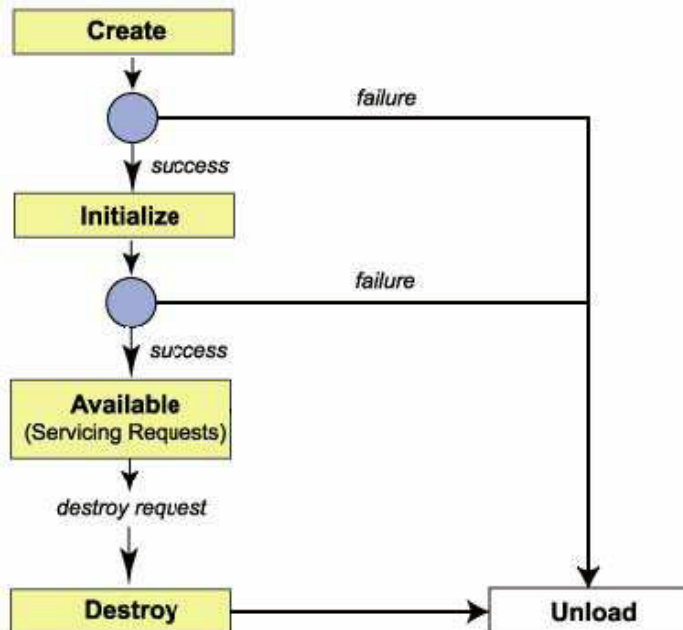 Create
failure
success
Initialize
failure
success
Available
(Servicing Requests)
destroy request
Destroy
Unload